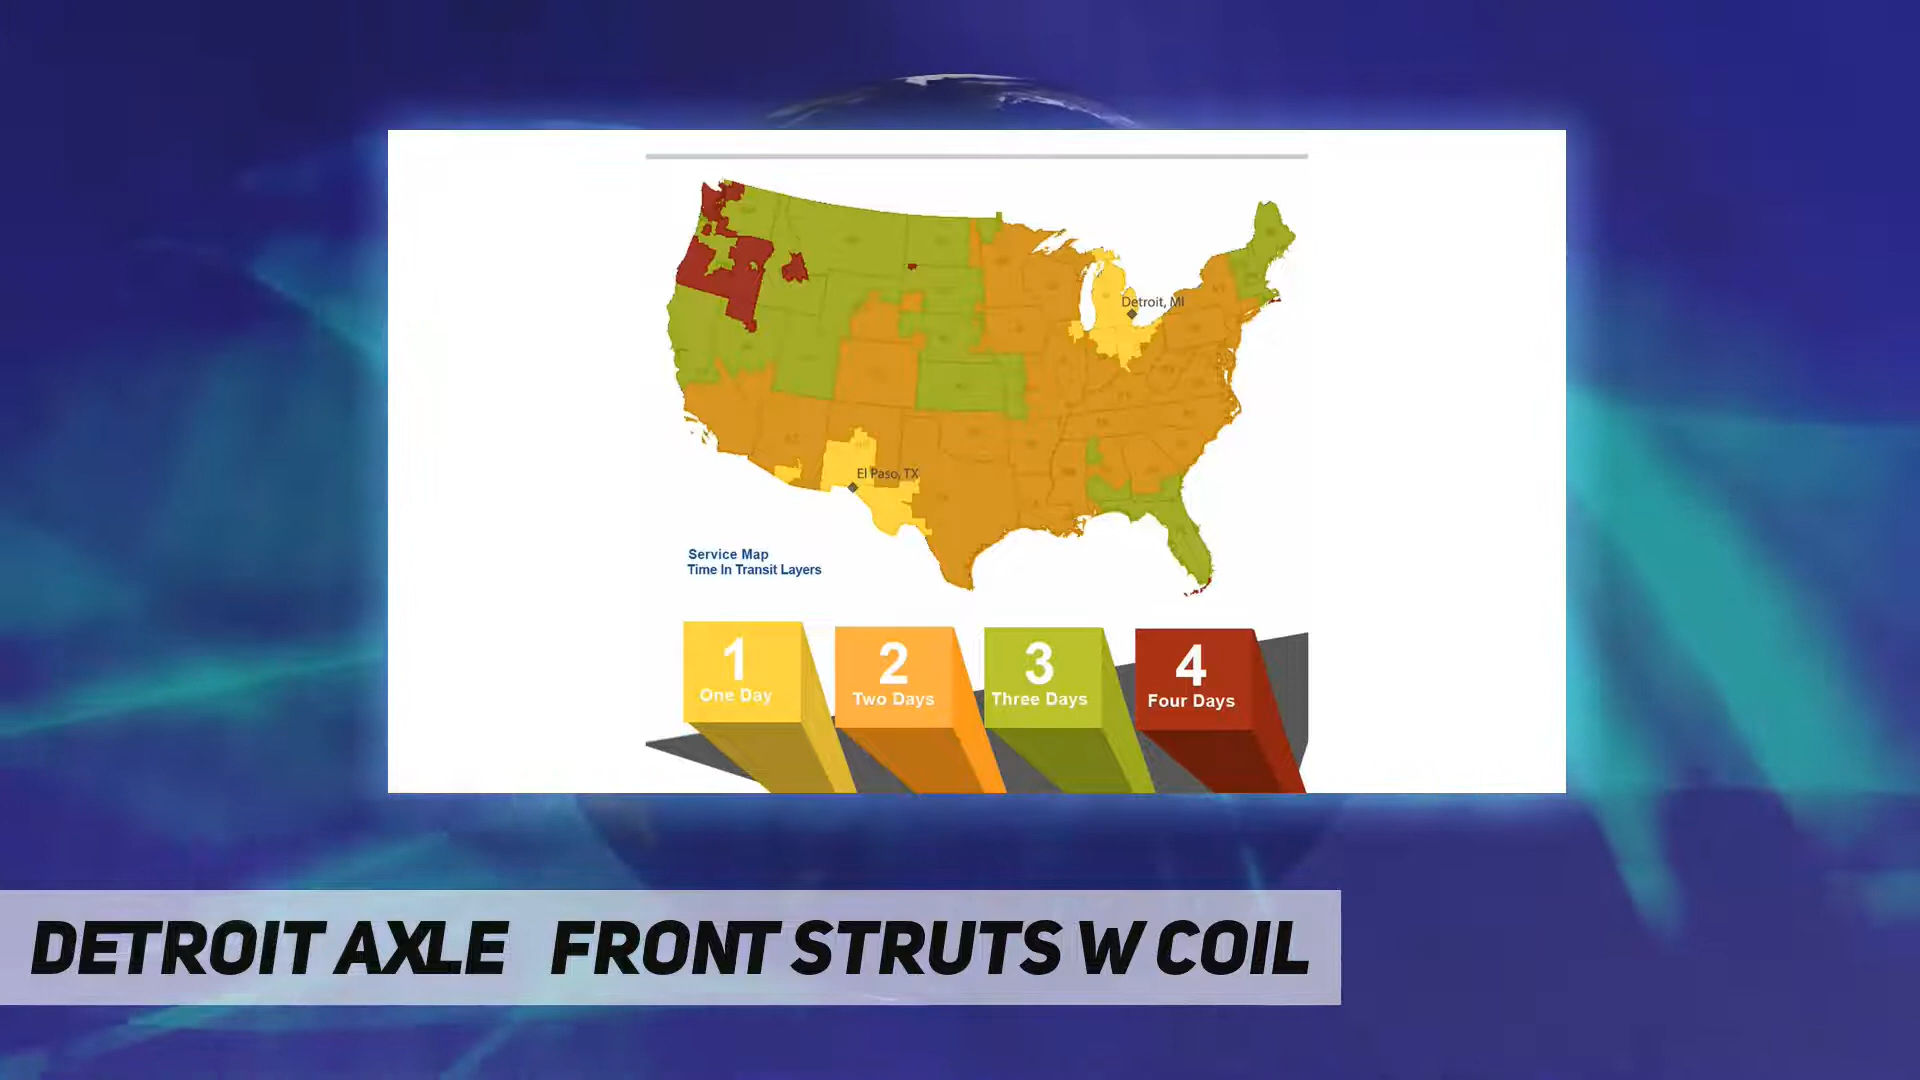 Detroit, MI
El Paso, TX
Service Map
Time In Transit Layers
1
One Day
2
Two Days
3
Three Days
4
Four Days
DETROIT AXLE FRONT STRUTS W COIL